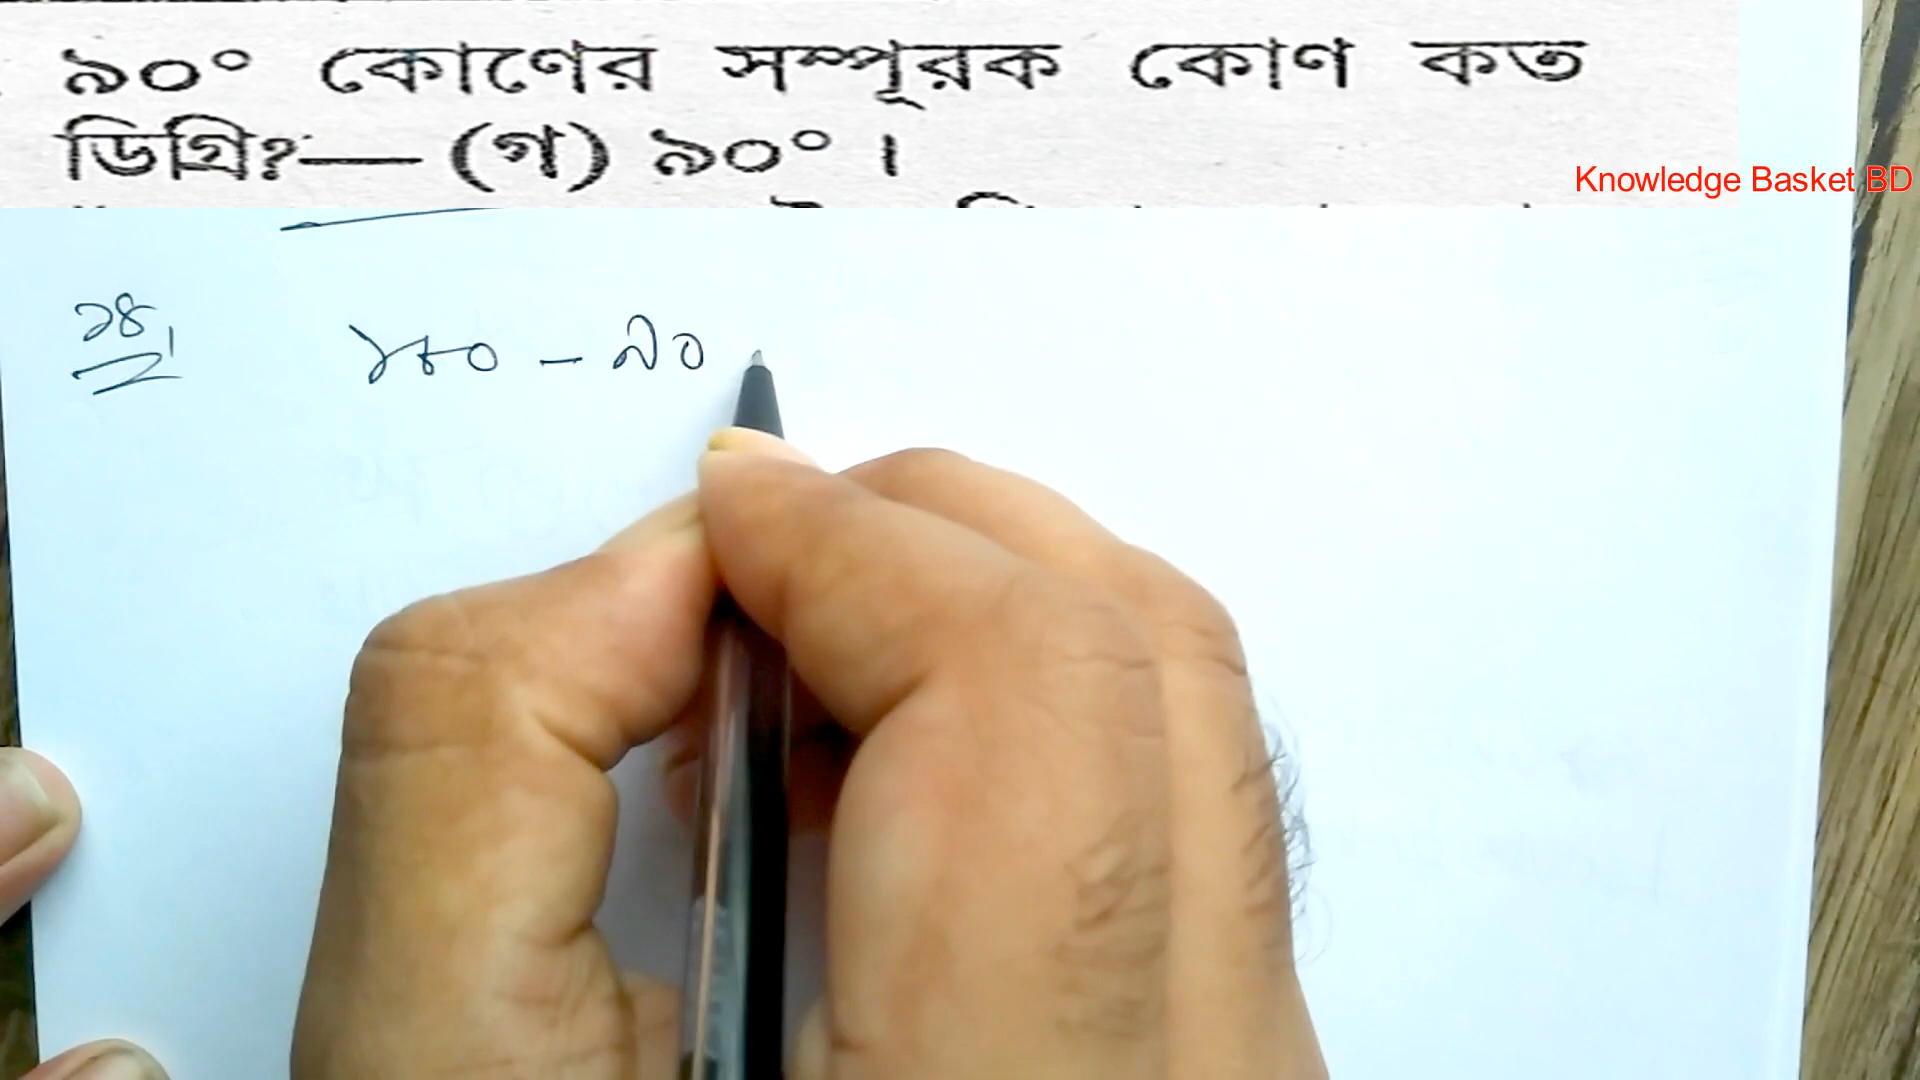 ৯০° কোণের সম্পূরক কোণ কত
ডিগ্রি?— (গ) ৯০° ।
Knowledge Basket BD
১৪।
১৮০ - ৯০